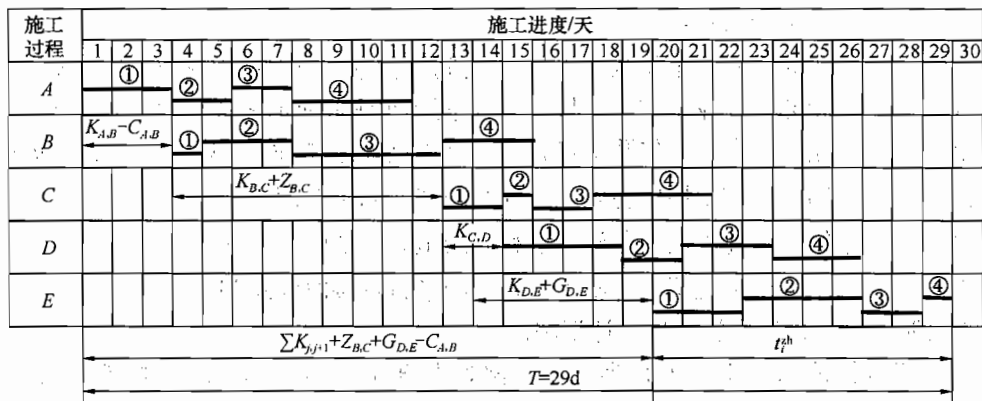 施工过程 施工进度/天
1 2 3 4 5 6 7 8 9 10 11 12 13 14 15 16 17 18 19 20 21 22 23 24 25 26 27 28 29 30
A ① ② ③ ④
B K_{A,B}-C_{A,B} ① ② ③ ④
C K_{B,C}+Z_{B,C} ① ② ③ ④
D K_{C,D} ① ② ③ ④
E K_{D,E}+G_{D,E} ① ② ③ ④
∑K_{j,j+1}+Z_{B,C}+G_{D,E}-C_{A,B} t_i^{zh}
T=29d